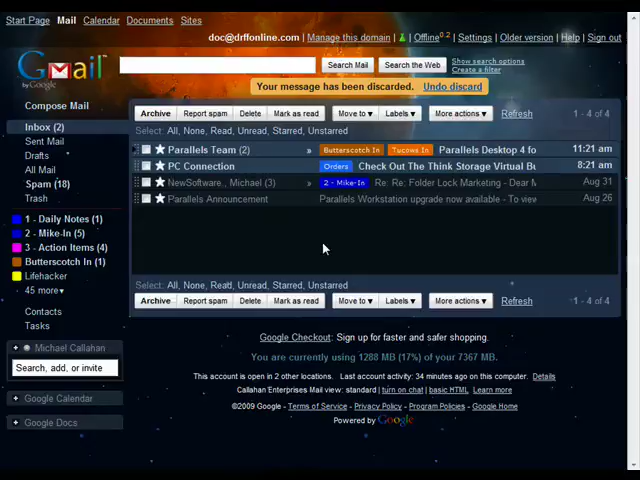 Start Page Mail Calendar Documents Sites
doc@drffonline.com | Manage this domain | Offline0.2 | Settings | Older version | Help | Sign out
Gmail by Google
Search Mail Search the Web Show search options
Create a filter
Your message has been discarded. Undo discard
Compose Mail
Inbox (2)
Sent Mail
Drafts
All Mail
Spam (18)
Trash
1 - Daily Notes (1)
2 - Mike-In (5)
3 - Action Items (4)
Butterscotch In (1)
Lifehacker
45 more▾
Contacts
Tasks
Michael Callahan
Search, add, or invite
Google Calendar
Google Docs
Archive Report spam Delete Mark as read Move to▾ Labels▾ More actions▾ Refresh 1 - 4 of 4
Select: All, None, Read, Unread, Starred, Unstarred
Parallels Team (2) » Butterscotch In Tucows In Parallels Desktop 4 fo 11:21 am
PC Connection Orders Check Out The Think Storage Virtual Bu 8:21 am
NewSoftware., Michael (3) » 2 - Mike-In Re: Re: Folder Lock Marketing - Dear M Aug 31
Parallels Announcement Parallels Workstation upgrade now available - To view Aug 26
Select: All, None, Read, Unread, Starred, Unstarred
Archive Report spam Delete Mark as read Move to▾ Labels▾ More actions▾ Refresh 1 - 4 of 4
Google Checkout: Sign up for faster and safer shopping.
You are currently using 1288 MB (17%) of your 7367 MB.
This account is open in 2 other locations. Last account activity: 34 minutes ago on this computer. Details
Callahan Enterprises Mail view: standard | turn on chat | basic HTML Learn more
©2009 Google - Terms of Service - Privacy Policy - Program Policies - Google Home
Powered by Google